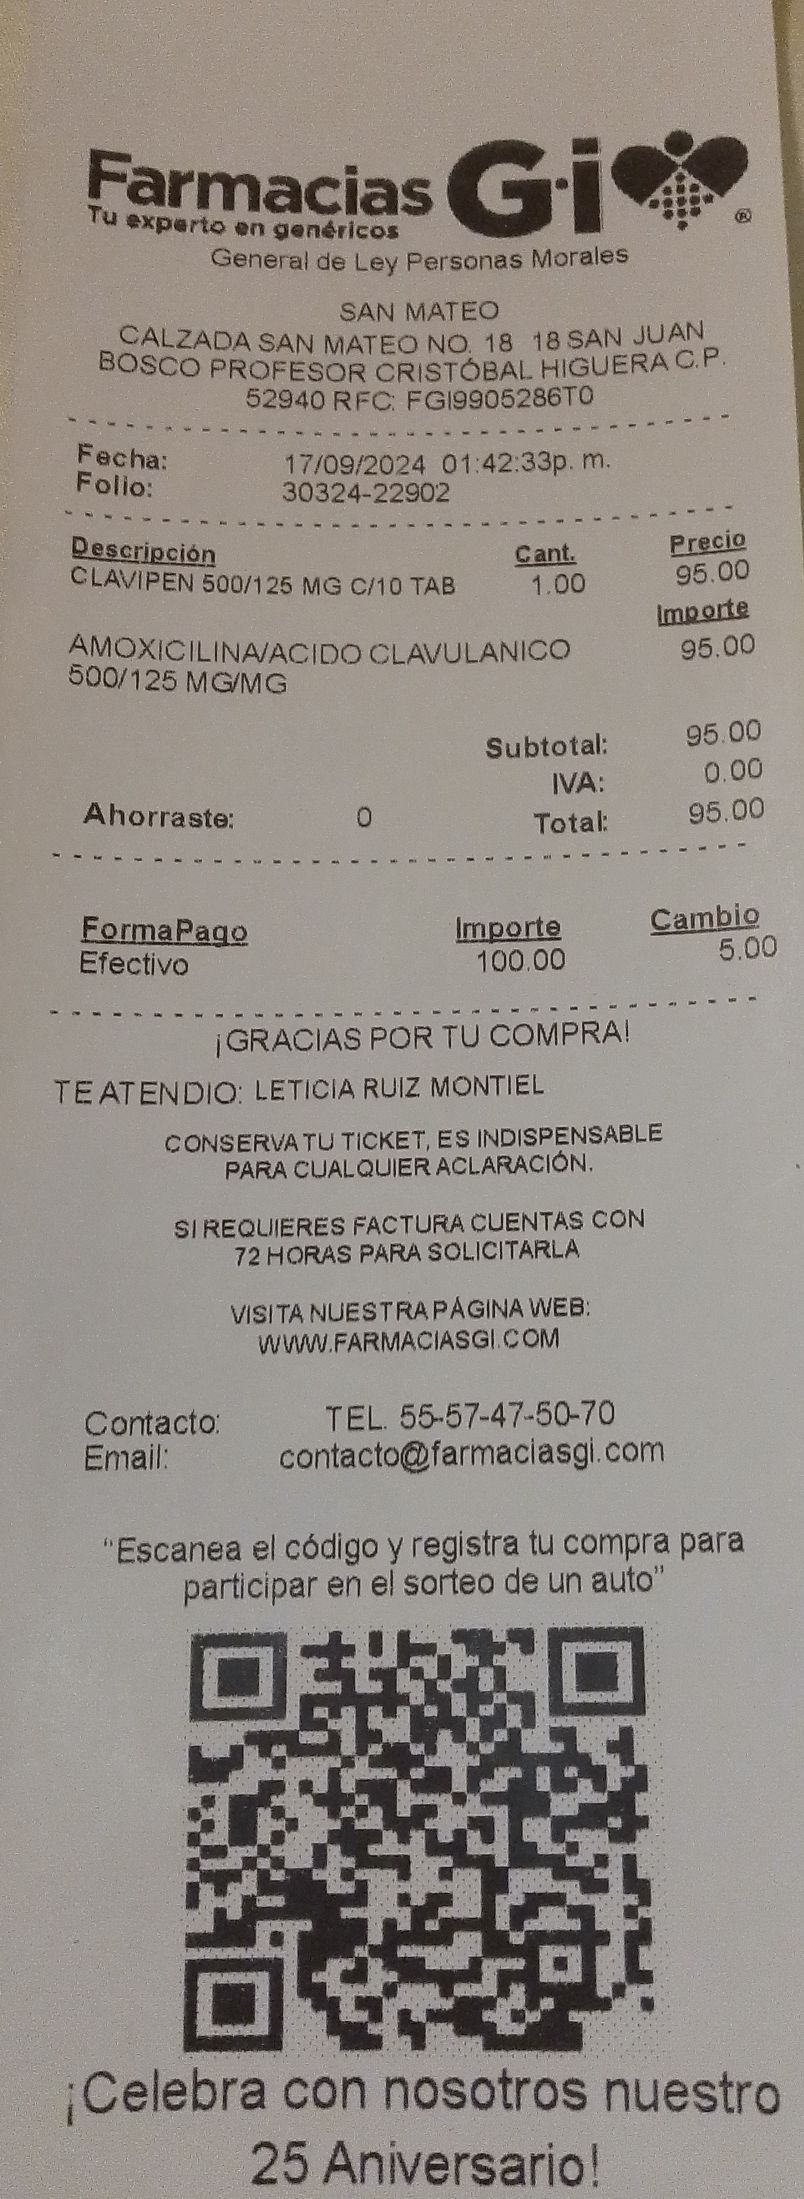 Farmacias G·i ®
Tu experto en genéricos
General de Ley Personas Morales
SAN MATEO
CALZADA SAN MATEO NO. 18 18 SAN JUAN
BOSCO PROFESOR CRISTÓBAL HIGUERA C.P.
52940 RFC: FGI9905286T0
Fecha: 17/09/2024 01:42:33p. m.
Folio: 30324-22902
Descripción Cant. Precio
CLAVIPEN 500/125 MG C/10 TAB 1.00 95.00
Importe
AMOXICILINA/ACIDO CLAVULANICO 95.00
500/125 MG/MG
Subtotal: 95.00
IVA: 0.00
Ahorraste: 0 Total: 95.00
FormaPago Importe Cambio
Efectivo 100.00 5.00
¡GRACIAS POR TU COMPRA!
TE ATENDIO: LETICIA RUIZ MONTIEL
CONSERVA TU TICKET, ES INDISPENSABLE
PARA CUALQUIER ACLARACIÓN.
SI REQUIERES FACTURA CUENTAS CON
72 HORAS PARA SOLICITARLA
VISITA NUESTRA PÁGINA WEB:
WWW.FARMACIASGI.COM
Contacto: TEL. 55-57-47-50-70
Email: contacto@farmaciasgi.com
“Escanea el código y registra tu compra para
participar en el sorteo de un auto”
¡Celebra con nosotros nuestro
25 Aniversario!